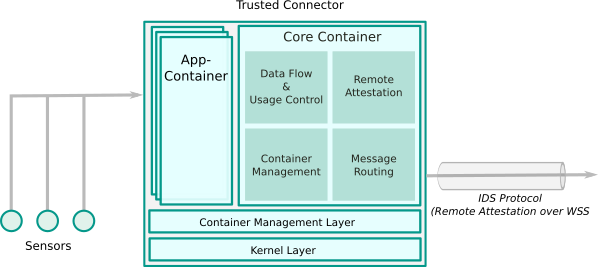 Trusted Connector
App-
Container
Core Container
Data Flow
&
Usage Control
Remote
Attestation
Container
Management
Message
Routing
Container Management Layer
Kernel Layer
Sensors
IDS Protocol
(Remote Attestation over WSS